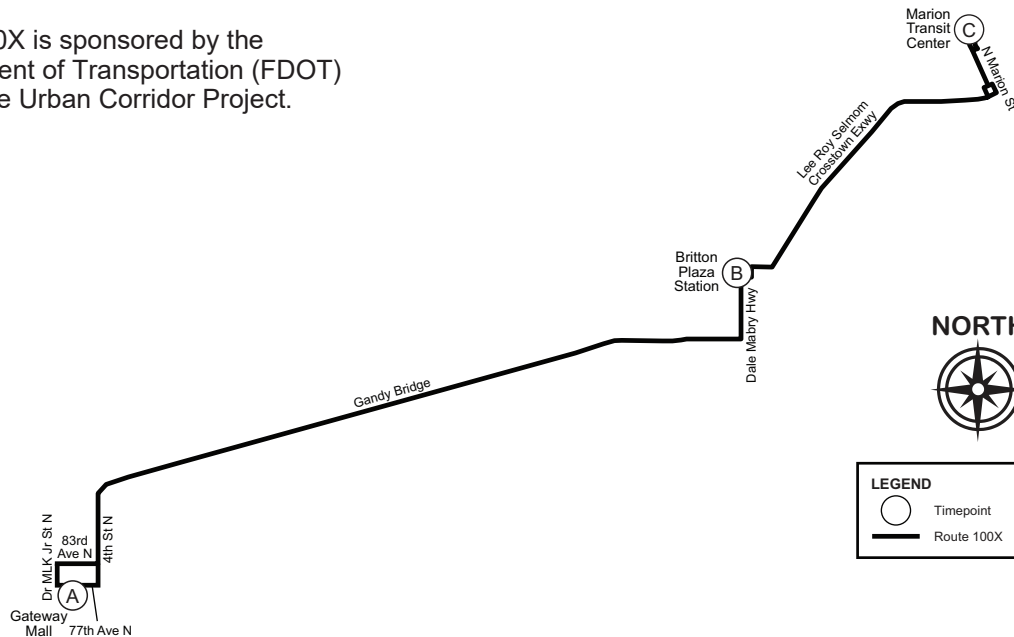 0X is sponsored by the
ent of Transportation (FDOT)
e Urban Corridor Project.
Marion
Transit
Center
C
N Marion St
Lee Roy Selmom
Crosstown Exwy
Britton
Plaza
Station
B
Dale Mabry Hwy
NORTH
Gandy Bridge
LEGEND
Timepoint
Route 100X
Dr MLK Jr St N
83rd
Ave N
4th St N
A
Gateway
Mall
77th Ave N